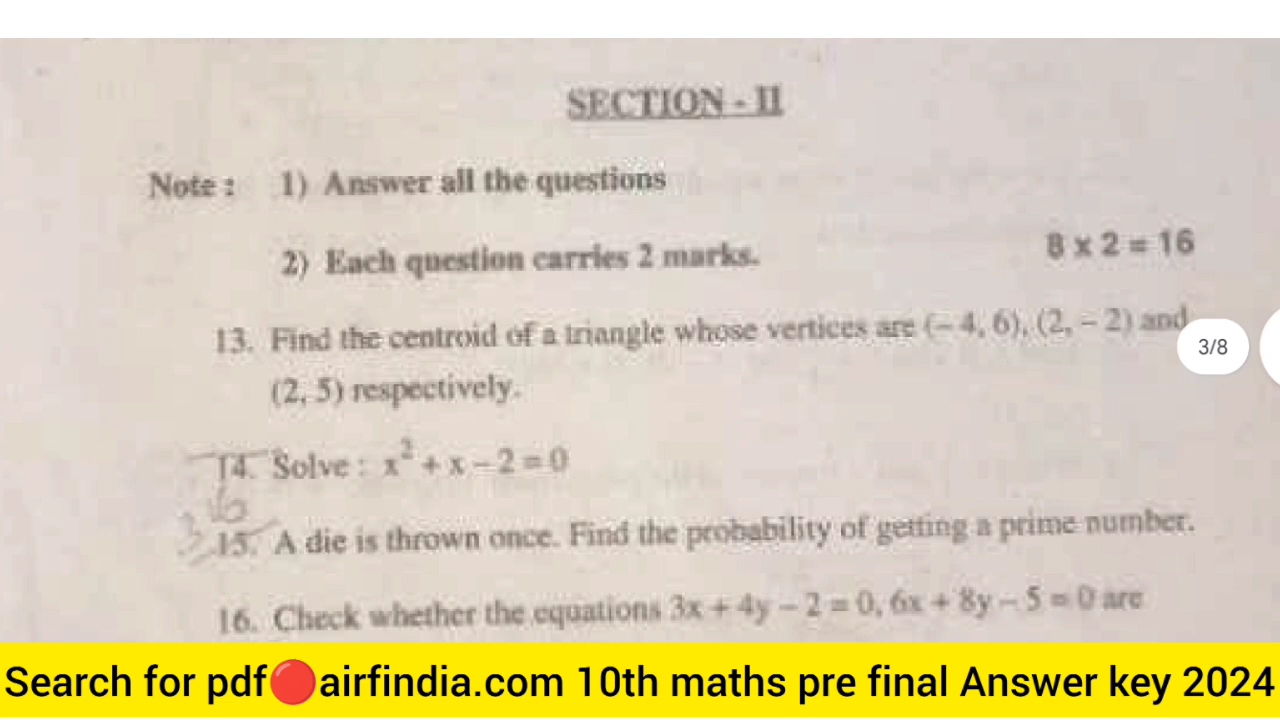 SECTION - II
Note : 1) Answer all the questions
2) Each question carries 2 marks.
8 x 2 = 16
13. Find the centroid of a triangle whose vertices are (– 4, 6), (2, – 2) and
3/8
(2, 5) respectively.
14. Solve : x² + x – 2 = 0
15. A die is thrown once. Find the probability of getting a prime number.
16. Check whether the equations 3x + 4y – 2 = 0, 6x + 8y – 5 = 0 are
Search for pdf🔴airfindia.com 10th maths pre final Answer key 2024